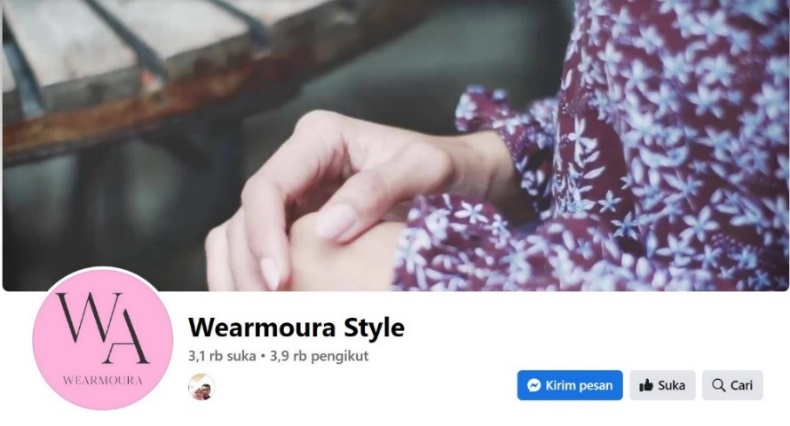 WA
WEARMOURA
Wearmoura Style
3,1 rb suka • 3,9 rb pengikut
Kirim pesan
Suka
Cari